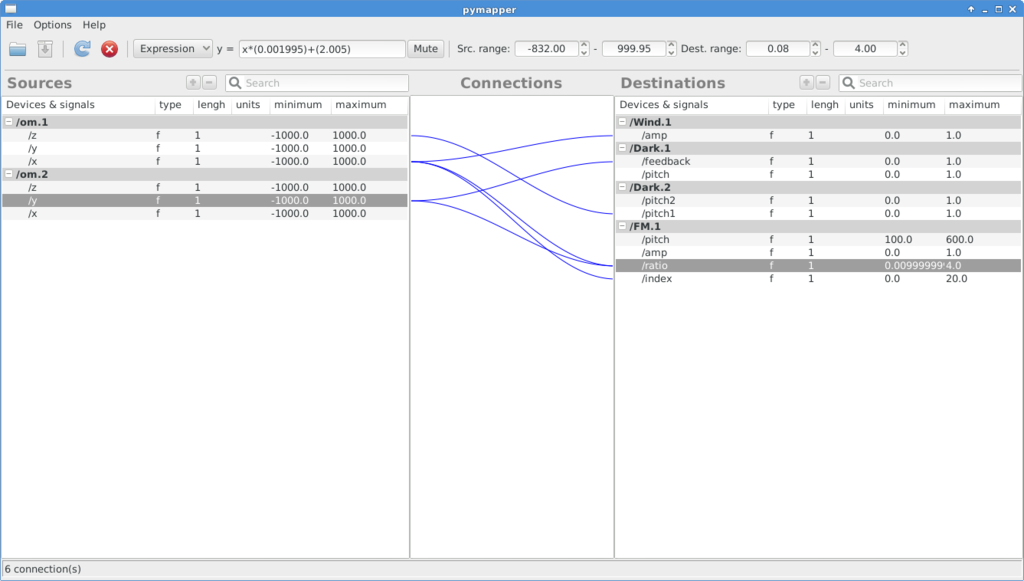 pymapper
File Options Help
Expression y = x*(0.001995)+(2.005) Mute Src. range: -832.00 - 999.95 Dest. range: 0.08 - 4.00
Sources Search Connections Destinations Search
Devices & signals type lengh units minimum maximum
/om.1
/z f 1 -1000.0 1000.0
/y f 1 -1000.0 1000.0
/x f 1 -1000.0 1000.0
/om.2
/z f 1 -1000.0 1000.0
/y f 1 -1000.0 1000.0
/x f 1 -1000.0 1000.0
Devices & signals type lengh units minimum maximum
/Wind.1
/amp f 1 0.0 1.0
/Dark.1
/feedback f 1 0.0 1.0
/pitch f 1 0.0 1.0
/Dark.2
/pitch2 f 1 0.0 1.0
/pitch1 f 1 0.0 1.0
/FM.1
/pitch f 1 100.0 600.0
/amp f 1 0.0 1.0
/ratio f 1 0.00999999 4.0
/index f 1 0.0 20.0
6 connection(s)